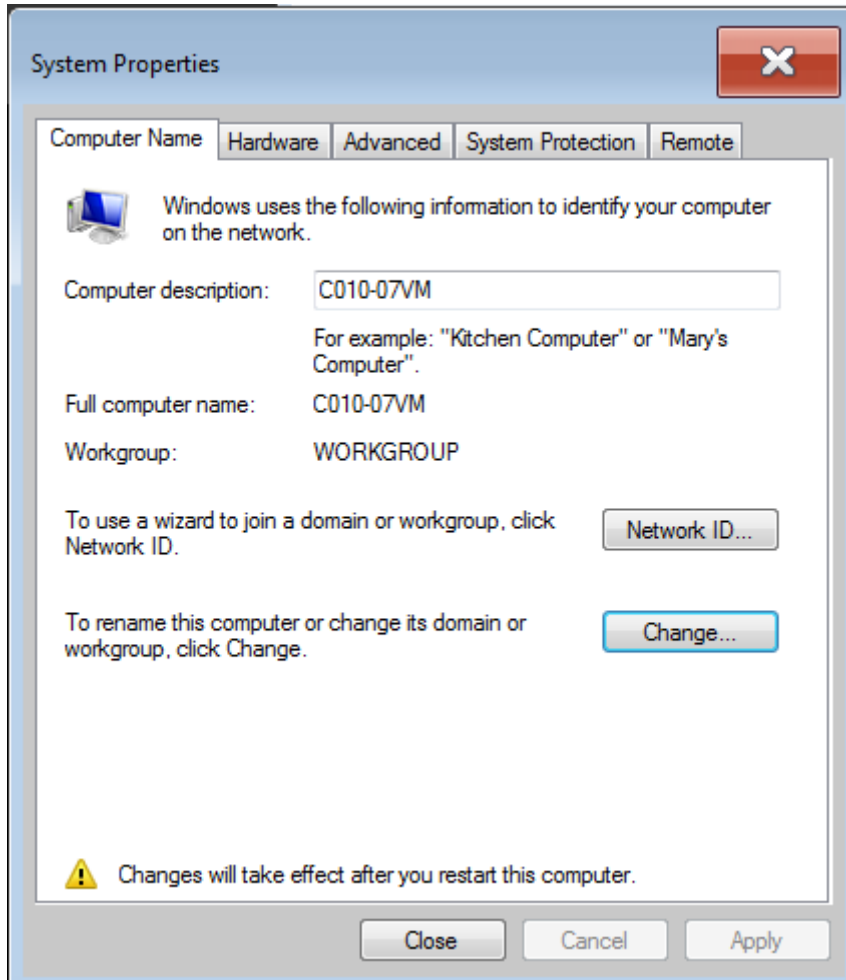 System Properties
Computer Name
Hardware
Advanced
System Protection
Remote
Windows uses the following information to identify your computer
on the network.
Computer description:
C010-07VM
For example: "Kitchen Computer" or "Mary's
Computer".
Full computer name:
C010-07VM
Workgroup:
WORKGROUP
To use a wizard to join a domain or workgroup, click
Network ID.
Network ID...
To rename this computer or change its domain or
workgroup, click Change.
Change...
Changes will take effect after you restart this computer.
Close
Cancel
Apply